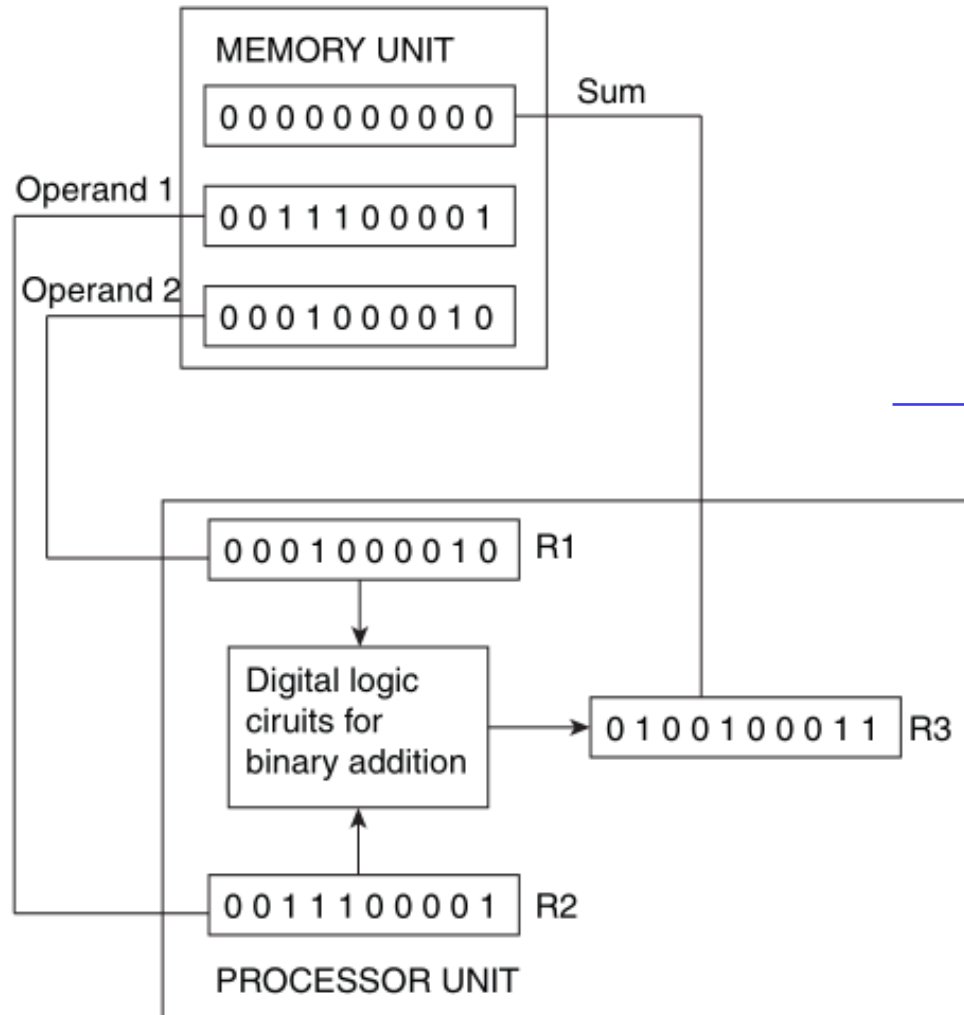 MEMORY UNIT
0 0 0 0 0 0 0 0 0 0
Sum
Operand 1
0 0 1 1 1 0 0 0 0 1
Operand 2
0 0 0 1 0 0 0 0 1 0
0 0 0 1 0 0 0 0 1 0 R1
Digital logic
ciruits for
binary addition
0 1 0 0 1 0 0 0 1 1 R3
0 0 1 1 1 0 0 0 0 1 R2
PROCESSOR UNIT